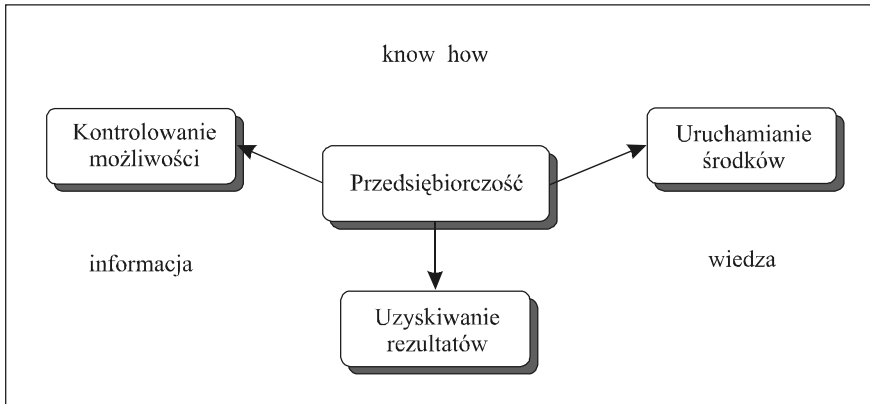 know how
Kontrolowanie
możliwości
Przedsiębiorczość
Uruchamianie
środków
informacja
wiedza
Uzyskiwanie
rezultatów